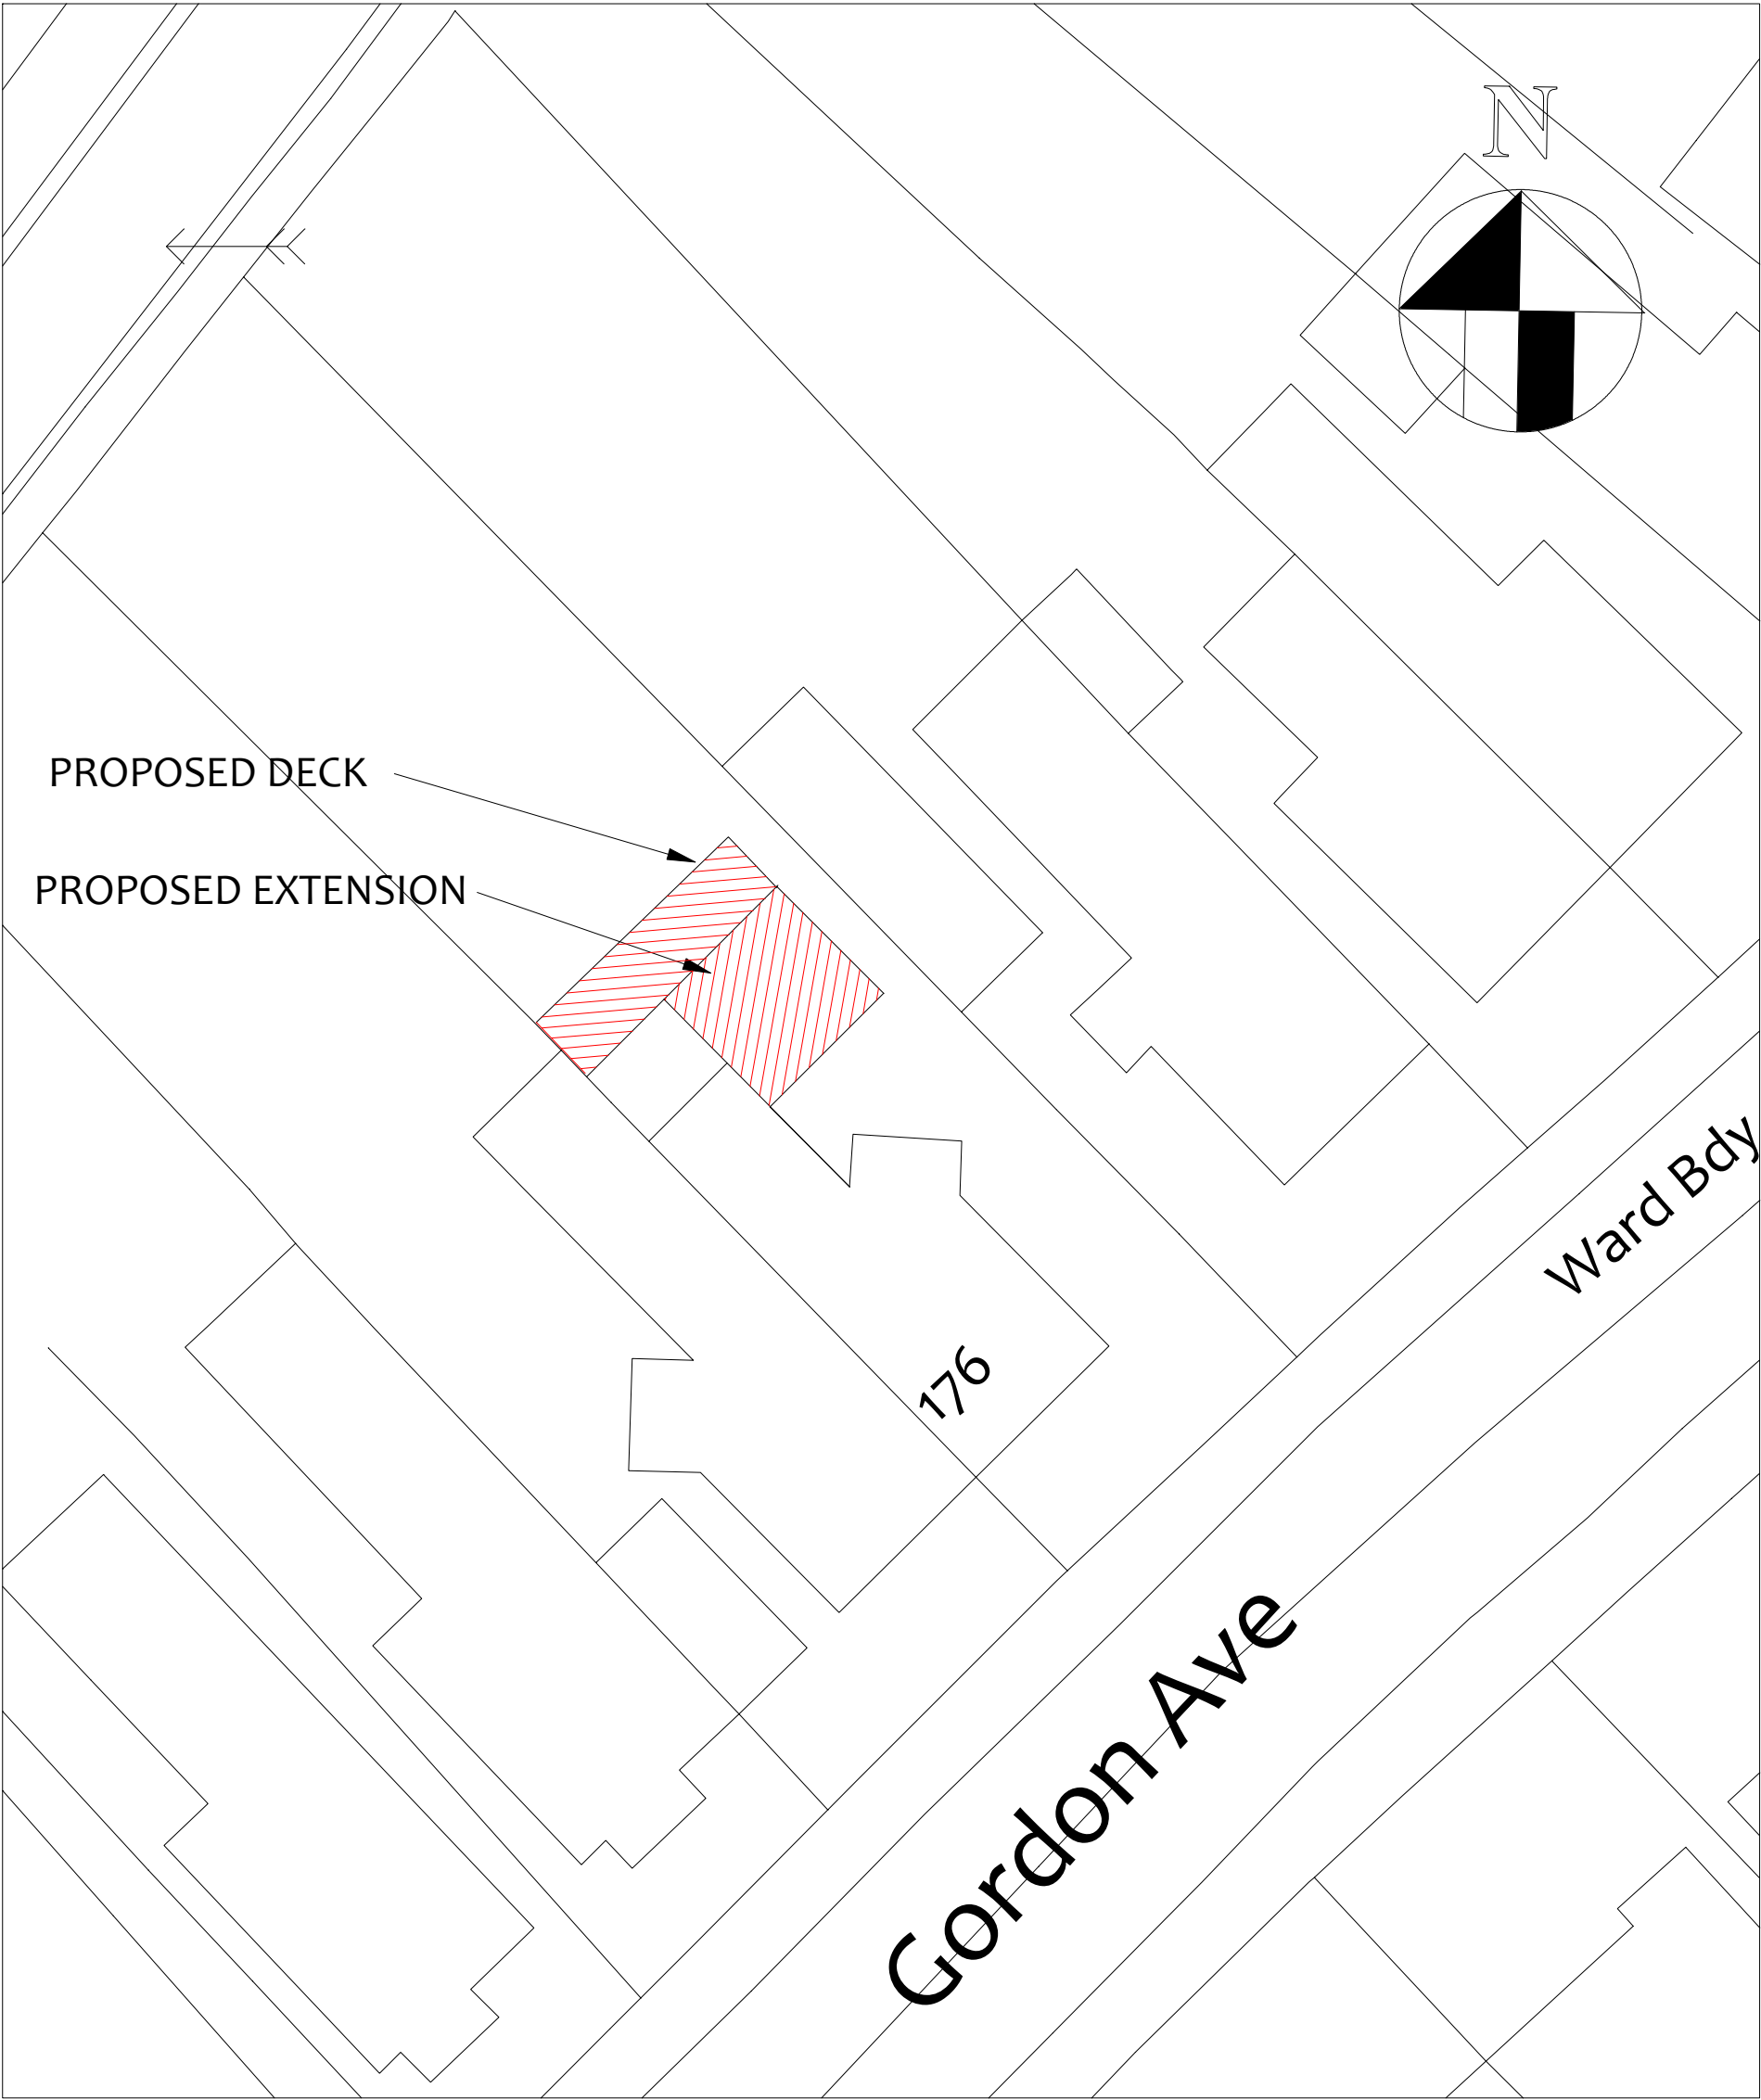 N
PROPOSED DECK
PROPOSED EXTENSION
Ward Bdy
176
Gordon Ave